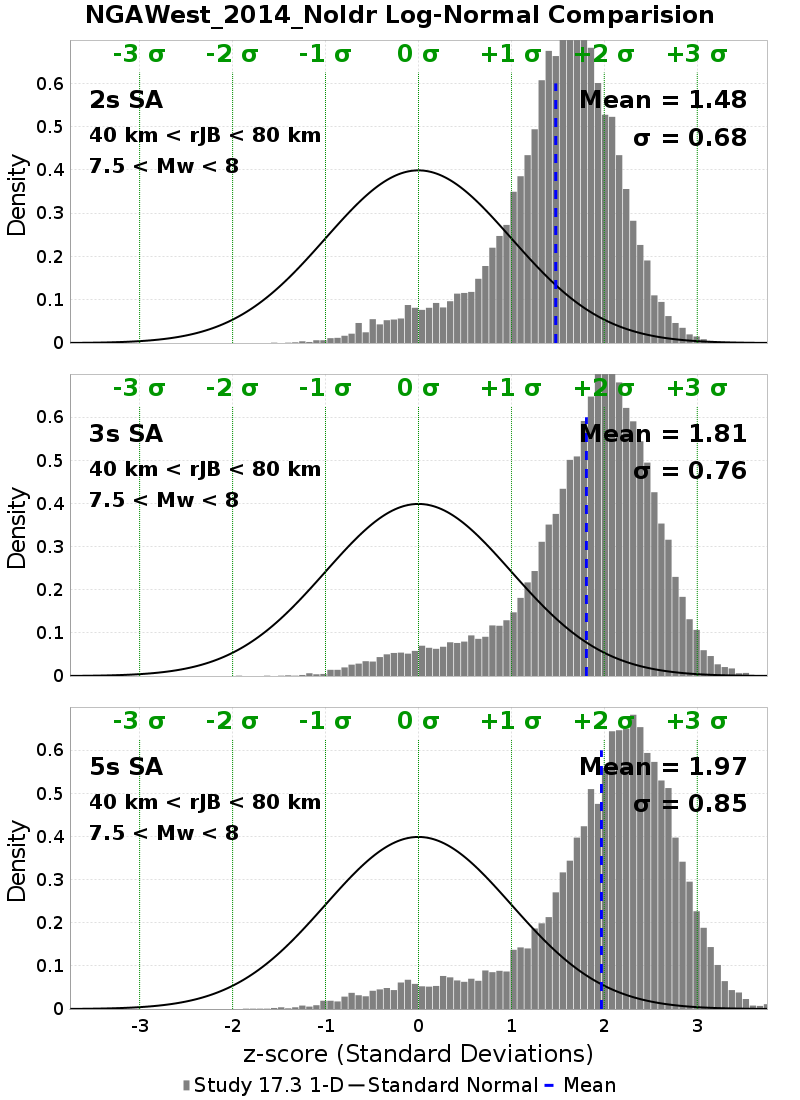 NGAWest_2014_NoIdr Log-Normal Comparision
-3 σ -2 σ -1 σ 0 σ +1 σ +2 σ +3 σ
2s SA
Mean = 1.48
40 km < rJB < 80 km
σ = 0.68
7.5 < Mw < 8
Density
0.6
0.5
0.4
0.3
0.2
0.1
0
-3 σ -2 σ -1 σ 0 σ +1 σ +2 σ +3 σ
3s SA
Mean = 1.81
40 km < rJB < 80 km
σ = 0.76
7.5 < Mw < 8
Density
0.6
0.5
0.4
0.3
0.2
0.1
0
-3 σ -2 σ -1 σ 0 σ +1 σ +2 σ +3 σ
5s SA
Mean = 1.97
40 km < rJB < 80 km
σ = 0.85
7.5 < Mw < 8
Density
0.6
0.5
0.4
0.3
0.2
0.1
0
-3 -2 -1 0 1 2 3
z-score (Standard Deviations)
Study 17.3 1-D Standard Normal Mean